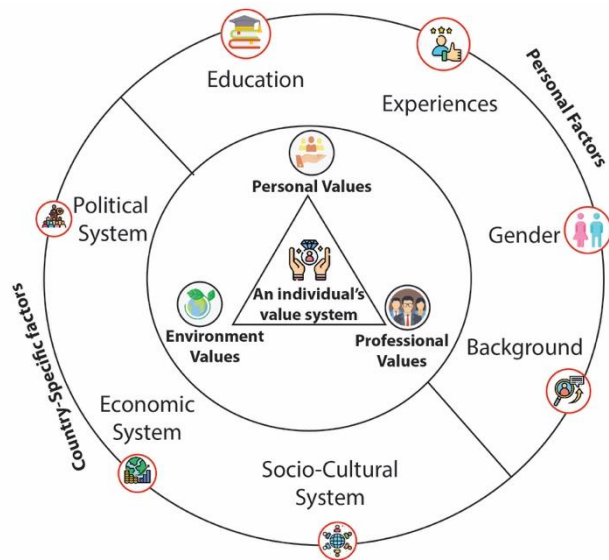 Education
Experiences
Personal Factors
Personal Values
Political
System
Gender
An individual's
value system
Environment
Values
Professional
Values
Background
Country-Specific factors
Economic
System
Socio-Cultural
System